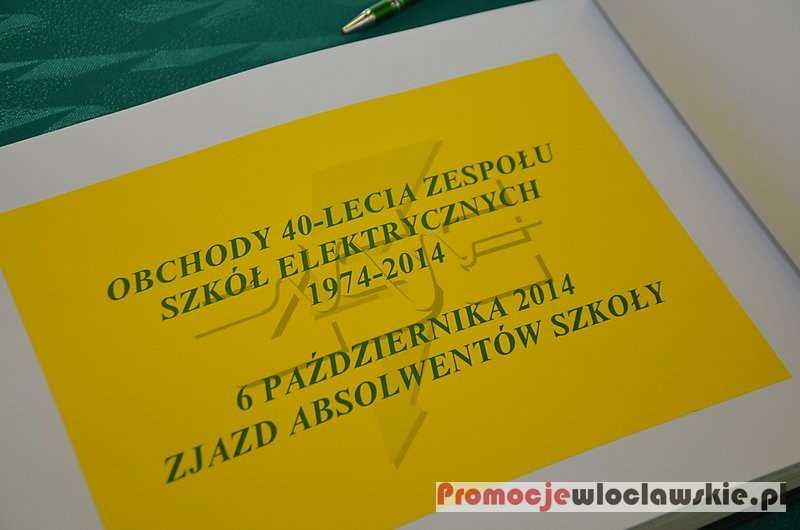 OBCHODY 40-LECIA ZESPOŁU
SZKÓŁ ELEKTRYCZNYCH
1974-2014
6 PAŹDZIERNIKA 2014
ZJAZD ABSOLWENTÓW SZKOŁY
Promocjewloclawskie.pl